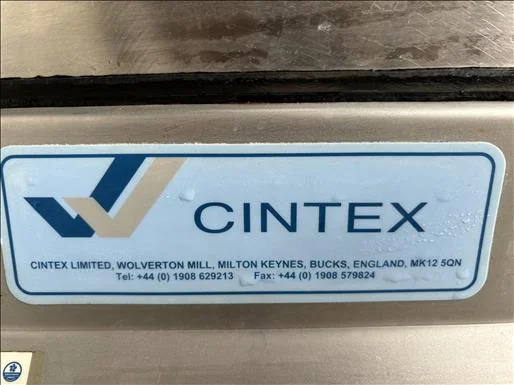 CINTEX
CINTEX LIMITED, WOLVERTON MILL, MILTON KEYNES, BUCKS, ENGLAND, MK12 5QN
Tel: +44 (0) 1908 629213 Fax: +44 (0) 1908 579824